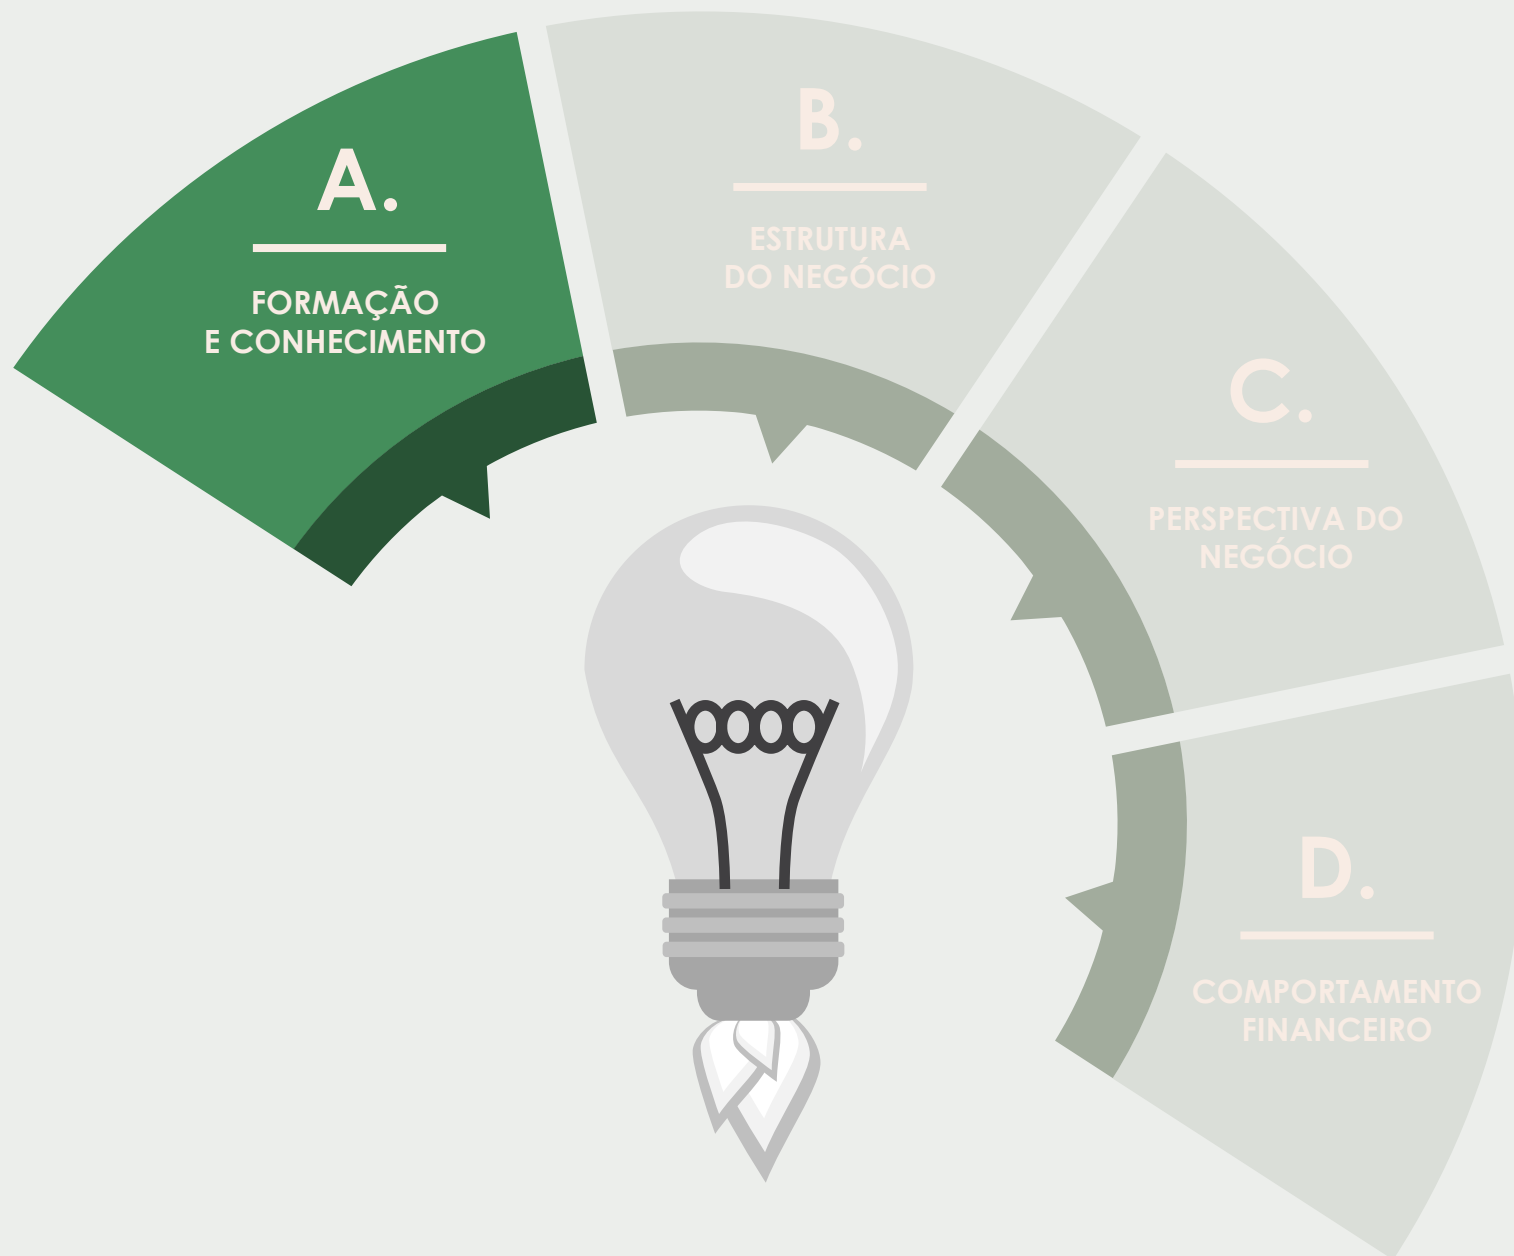 A.
FORMAÇÃO
E CONHECIMENTO
B.
ESTRUTURA
DO NEGÓCIO
C.
PERSPECTIVA DO
NEGÓCIO
D.
COMPORTAMENTO
FINANCEIRO